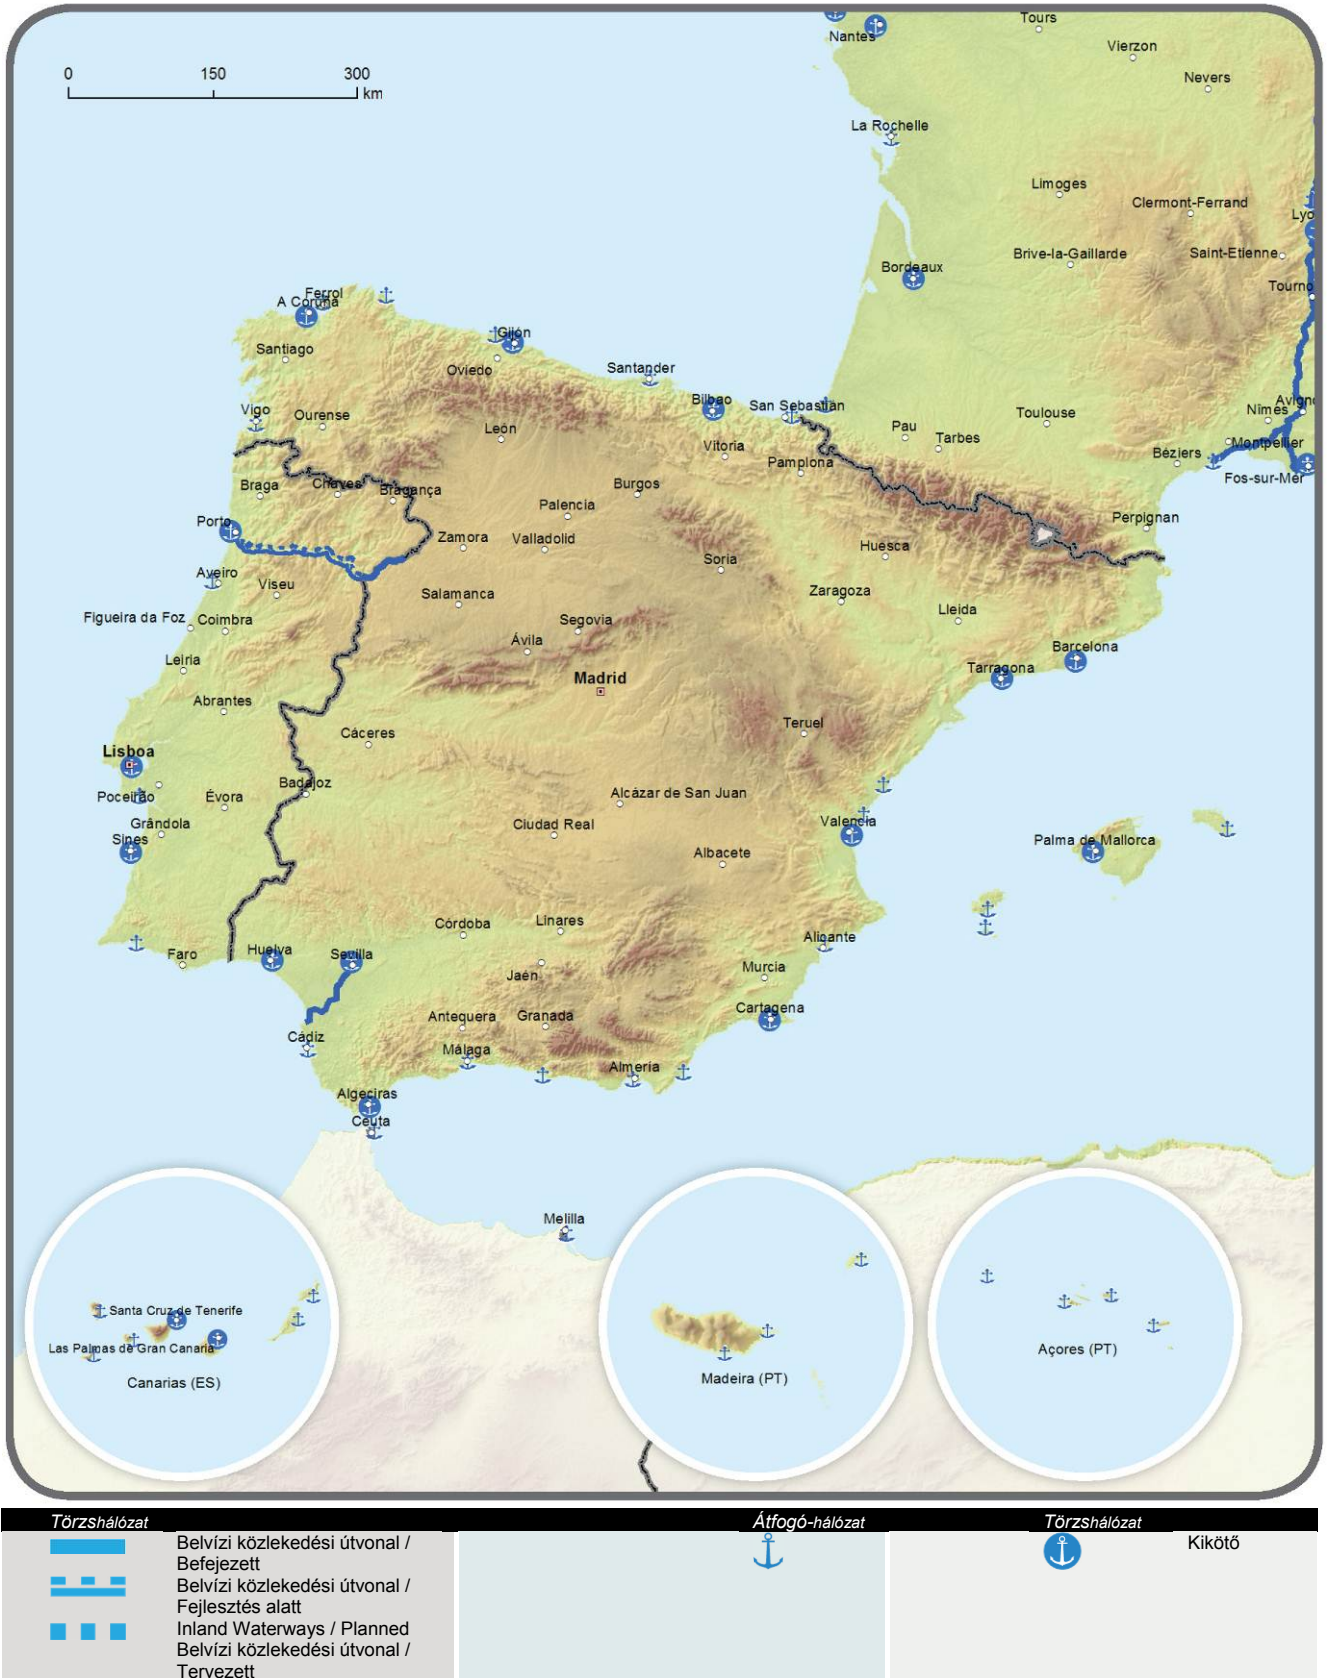 0 150 300
km
Tours
Nantes
Vierzon
Nevers
La Rochelle
Limoges
Clermont-Ferrand
Lyo
Brive-la-Gaillarde
Saint-Etienne
Bordeaux
Tourno
Ferrol
A Coruña
Gijón
Santiago
Oviedo
Santander
Bilbao
San Sebastián
Avigno
Nîmes
Vigo
Ourense
León
Pau
Toulouse
Tarbes
Vitoria
Montpellier
Béziers
Pamplona
Fos-sur-Mer
Braga
Chaves
Bragança
Burgos
Palencia
Perpignan
Porto
Zamora
Valladolid
Huesca
Soria
Aveiro
Viseu
Salamanca
Zaragoza
Lleida
Figueira da Foz
Coimbra
Segovia
Ávila
Barcelona
Leiria
Tarragona
Madrid
Abrantes
Teruel
Cáceres
Lisboa
Badajoz
Poceirão
Évora
Alcázar de San Juan
Grândola
Ciudad Real
Valencia
Sines
Palma de Mallorca
Albacete
Córdoba
Linares
Alicante
Faro
Huelva
Sevilla
Jaén
Murcia
Cartagena
Antequera
Granada
Cádiz
Málaga
Almería
Algeciras
Ceuta
Melilla
Santa Cruz de Tenerife
Las Palmas de Gran Canaria
Canarias (ES)
Madeira (PT)
Açores (PT)
Törzshálózat Átfogó-hálózat Törzshálózat
Belvízi közlekedési útvonal / Kikötő
Befejezett
Belvízi közlekedési útvonal /
Fejlesztés alatt
Inland Waterways / Planned
Belvízi közlekedési útvonal /
Tervezett